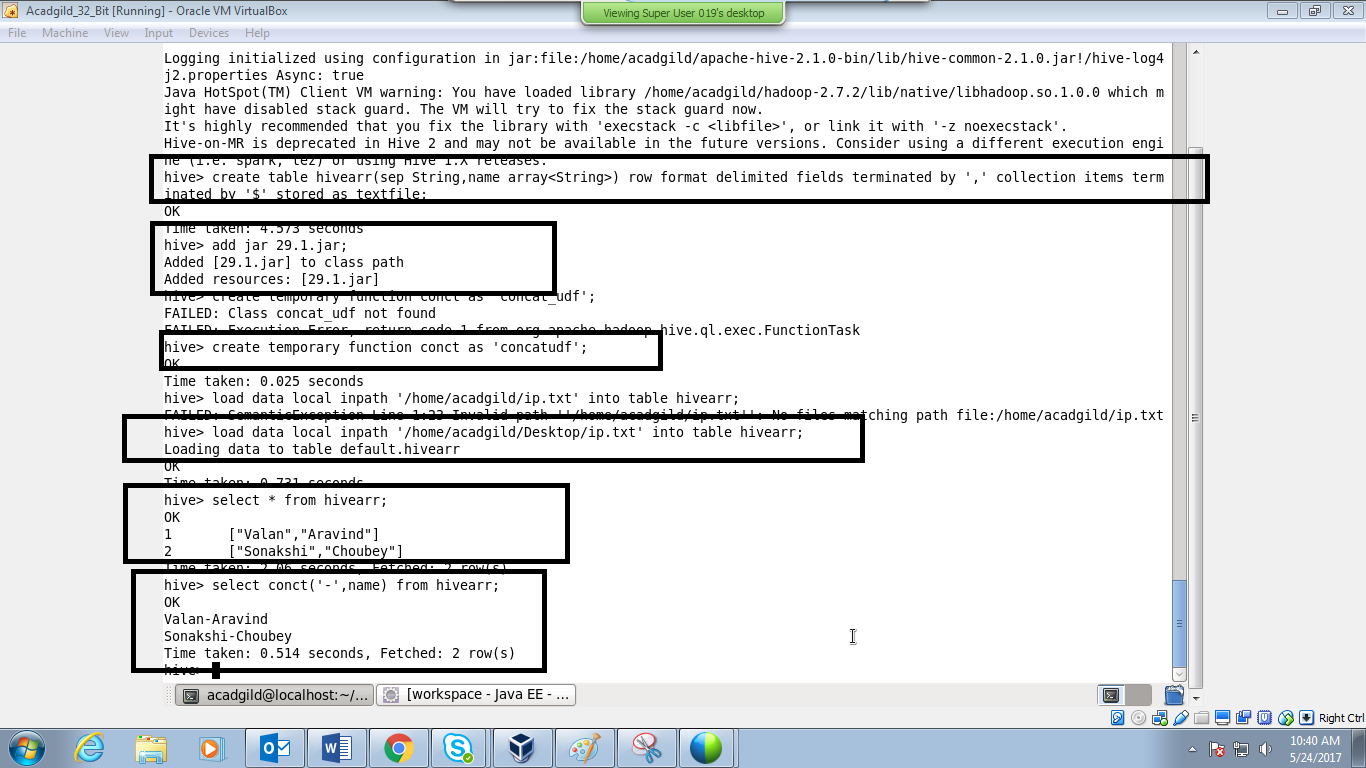 Acadgild_32_Bit [Running] - Oracle VM VirtualBox
Viewing Super User 019's desktop
File Machine View Input Devices Help
Logging initialized using configuration in jar:file:/home/acadgild/apache-hive-2.1.0-bin/lib/hive-common-2.1.0.jar!/hive-log4
j2.properties Async: true
Java HotSpot(TM) Client VM warning: You have loaded library /home/acadgild/hadoop-2.7.2/lib/native/libhadoop.so.1.0.0 which m
ight have disabled stack guard. The VM will try to fix the stack guard now.
It's highly recommended that you fix the library with 'execstack -c <libfile>', or link it with '-z noexecstack'.
Hive-on-MR is deprecated in Hive 2 and may not be available in the future versions. Consider using a different execution engi
ne (i.e. spark, tez) or using Hive 1.X releases.
hive> create table hivearr(sep String,name array<String>) row format delimited fields terminated by ',' collection items term
inated by '$' stored as textfile;
OK
Time taken: 4.573 seconds
hive> add jar 29.1.jar;
Added [29.1.jar] to class path
Added resources: [29.1.jar]
hive> create temporary function conct as 'concat_udf';
FAILED: Class concat_udf not found
FAILED: Execution Error, return code 1 from org.apache.hadoop.hive.ql.exec.FunctionTask
hive> create temporary function conct as 'concatudf';
OK
Time taken: 0.025 seconds
hive> load data local inpath '/home/acadgild/ip.txt' into table hivearr;
FAILED: SemanticException Line 1:23 Invalid path ''/home/acadgild/ip.txt'': No files matching path file:/home/acadgild/ip.txt
hive> load data local inpath '/home/acadgild/Desktop/ip.txt' into table hivearr;
Loading data to table default.hivearr
OK
Time taken: 0.731 seconds
hive> select * from hivearr;
OK
1 ["Valan","Aravind"]
2 ["Sonakshi","Choubey"]
Time taken: 2.06 seconds, Fetched: 2 row(s)
hive> select conct('-',name) from hivearr;
OK
Valan-Aravind
Sonakshi-Choubey
Time taken: 0.514 seconds, Fetched: 2 row(s)
hive>
acadgild@localhost:~/... [workspace - Java EE - ...
Right Ctrl
10:40 AM
5/24/2017